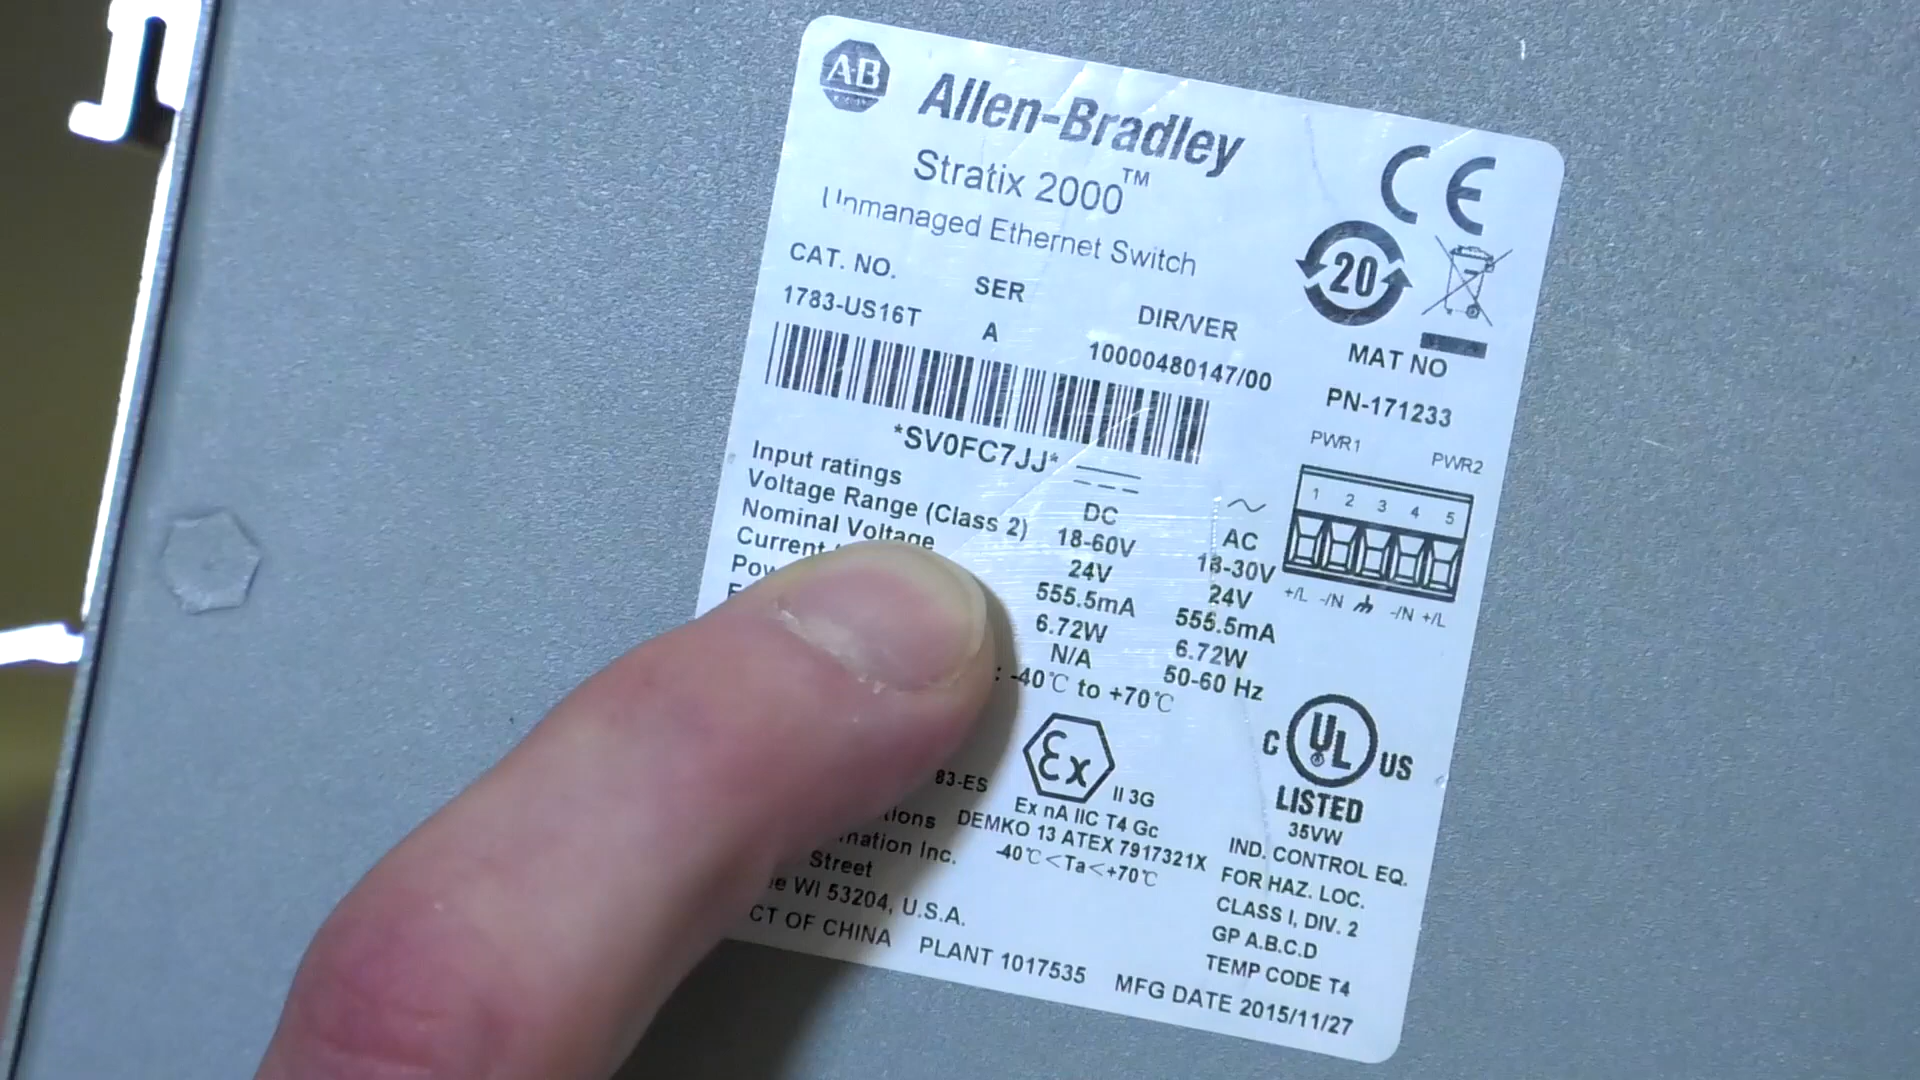 AB
Allen-Bradley
Stratix 2000™
Unmanaged Ethernet Switch
CE
20
CAT. NO. SER DIR/VER
1783-US16T A 10000480147/00
MAT NO
PN-171233
*SV0FC7JJ*
PWR1 PWR2
1 2 3 4 5
+/L -/N -/N +/L
Input ratings DC AC
Voltage Range (Class 2) 18-60V 18-30V
Nominal Voltage 24V 24V
Current 555.5mA 555.5mA
6.72W 6.72W
N/A 50-60 Hz
: -40℃ to +70℃
83-ES
Ex II 3G
Ex nA IIC T4 Gc
DEMKO 13 ATEX 7917321X
-40℃<Ta<+70℃
C UL US
LISTED
35VW
IND. CONTROL EQ.
FOR HAZ. LOC.
CLASS I, DIV. 2
GP A.B.C.D
TEMP CODE T4
Inc.
Street
WI 53204, U.S.A.
OF CHINA PLANT 1017535 MFG DATE 2015/11/27